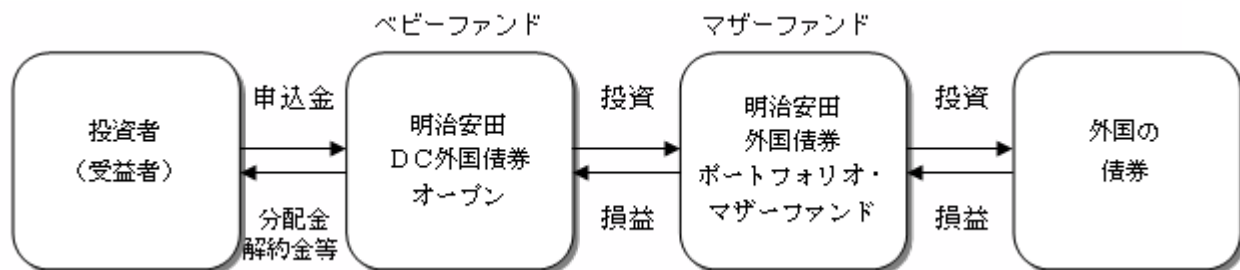 ベビーファンド
マザーファンド
投資者
（受益者）
申込金
分配金
解約金等
明治安田
ＤＣ外国債券
オープン
投資
損益
明治安田
外国債券
ポートフォリオ・
マザーファンド
投資
損益
外国の
債券